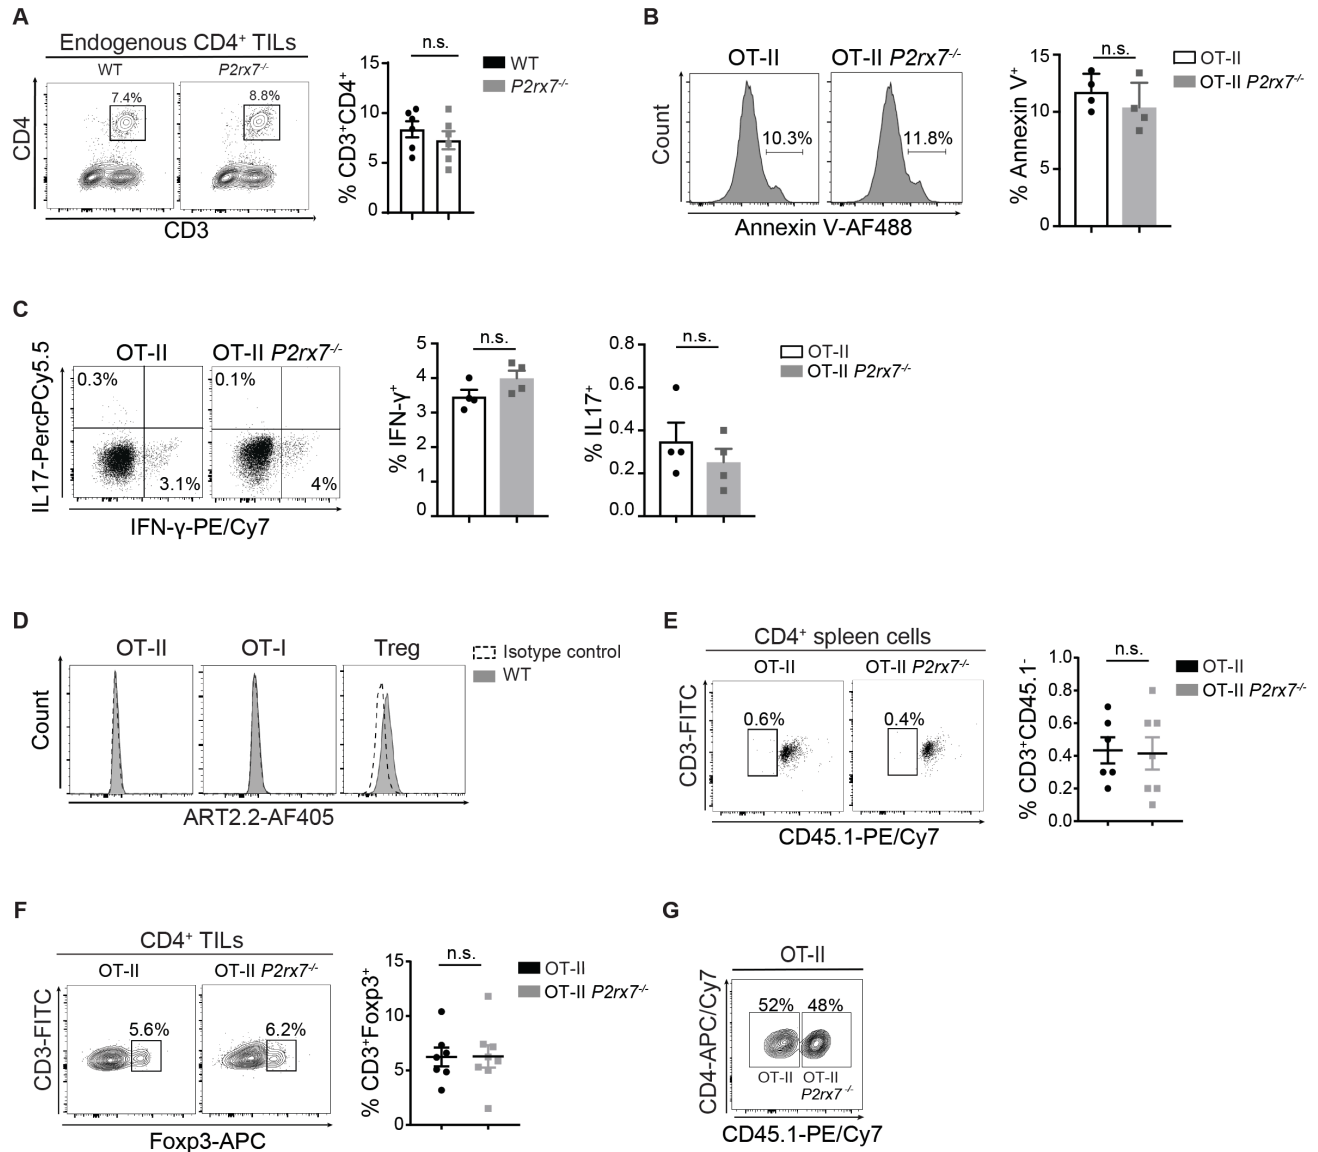 A
Endogenous CD4⁺ TILs
WT
P2rx7⁻/⁻
7.4%
8.8%
CD4
CD3
n.s.
% CD3⁺CD4⁺
15
10
5
0
WT
P2rx7⁻/⁻
B
OT-II
OT-II P2rx7⁻/⁻
Count
10.3%
11.8%
Annexin V-AF488
n.s.
% Annexin V⁺
15
10
5
0
OT-II
OT-II P2rx7⁻/⁻
C
OT-II
OT-II P2rx7⁻/⁻
IL17-PercPCy5.5
0.3%
0.1%
3.1%
4%
IFN-γ-PE/Cy7
n.s.
% IFN-γ⁺
5
4
3
2
1
0
n.s.
% IL17⁺
0.8
0.6
0.4
0.2
0.0
OT-II
OT-II P2rx7⁻/⁻
D
OT-II
OT-I
Treg
Count
ART2.2-AF405
Isotype control
WT
E
CD4⁺ spleen cells
OT-II
OT-II P2rx7⁻/⁻
CD3-FITC
0.6%
0.4%
CD45.1-PE/Cy7
n.s.
% CD3⁺CD45.1⁻
1.0
0.8
0.6
0.4
0.2
0.0
OT-II
OT-II P2rx7⁻/⁻
F
CD4⁺ TILs
OT-II
OT-II P2rx7⁻/⁻
CD3-FITC
5.6%
6.2%
Foxp3-APC
n.s.
% CD3⁺Foxp3⁺
15
10
5
0
OT-II
OT-II P2rx7⁻/⁻
G
OT-II
CD4-APC/Cy7
52%
48%
OT-II
OT-II
P2rx7⁻/⁻
CD45.1-PE/Cy7